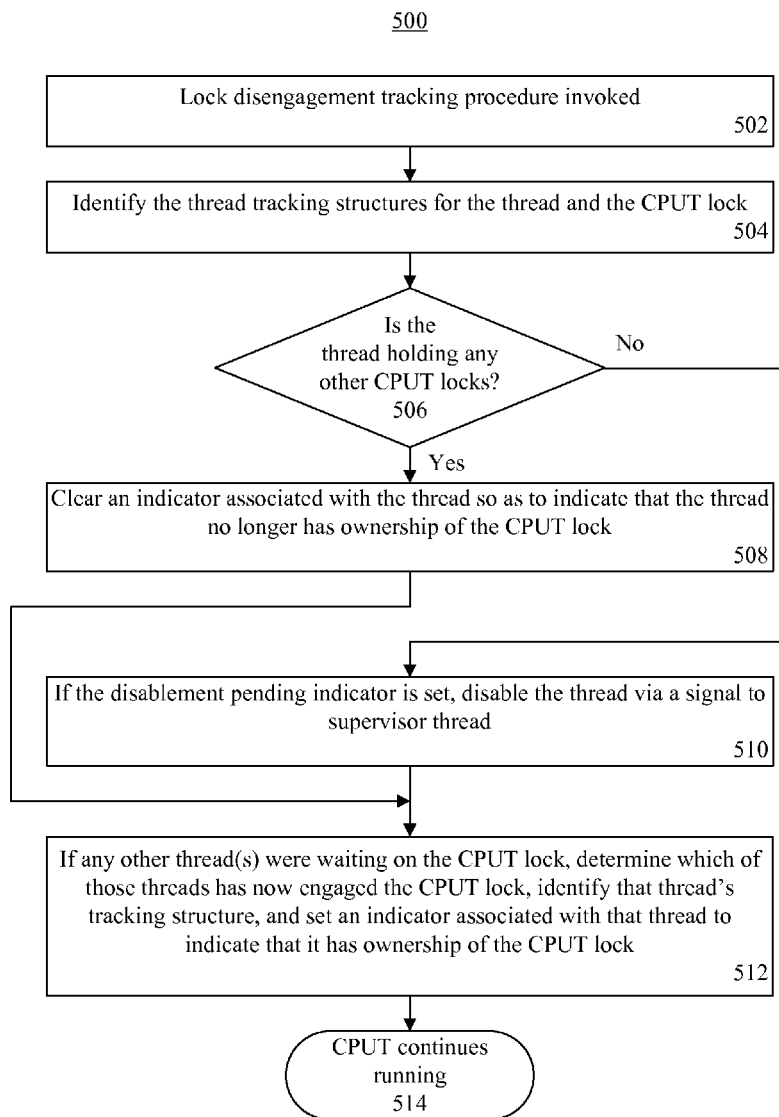 500
Lock disengagement tracking procedure invoked
502
Identify the thread tracking structures for the thread and the CPUT lock
504
Is the
thread holding any
other CPUT locks?
506
No
Yes
Clear an indicator associated with the thread so as to indicate that the thread
no longer has ownership of the CPUT lock
508
If the disablement pending indicator is set, disable the thread via a signal to
supervisor thread
510
If any other thread(s) were waiting on the CPUT lock, determine which of
those threads has now engaged the CPUT lock, identify that thread's
tracking structure, and set an indicator associated with that thread to
indicate that it has ownership of the CPUT lock
512
CPUT continues
running
514